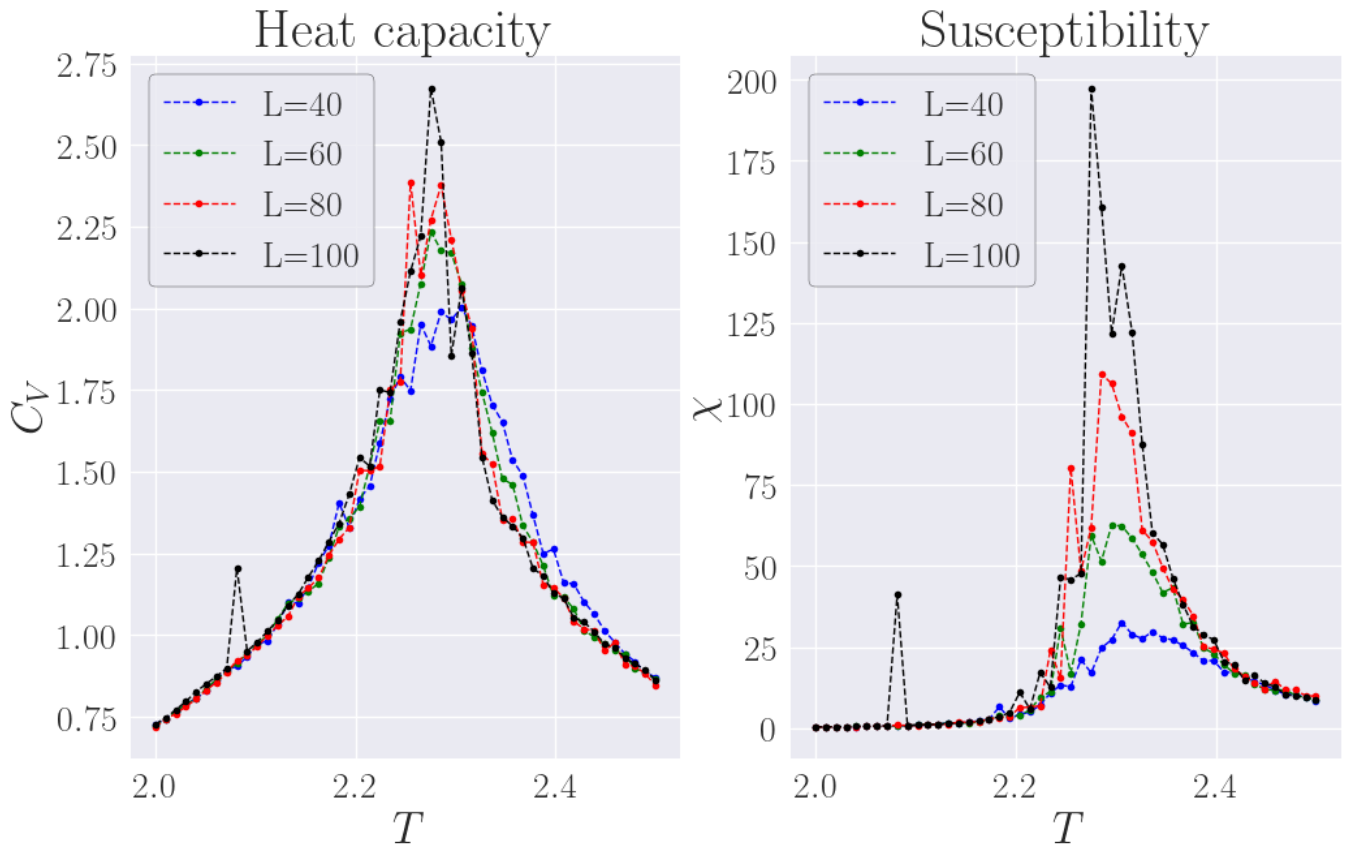 Heat capacity
2.75
2.50
2.25
2.00
1.75
1.50
1.25
1.00
0.75
C_V
L=40
L=60
L=80
L=100
2.0 2.2 2.4
T
Susceptibility
200
175
150
125
100
75
50
25
0
χ
L=40
L=60
L=80
L=100
2.0 2.2 2.4
T